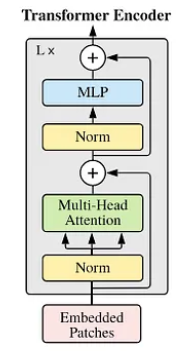 Transformer Encoder
L x
+
MLP
Norm
+
Multi-Head
Attention
Norm
Embedded
Patches